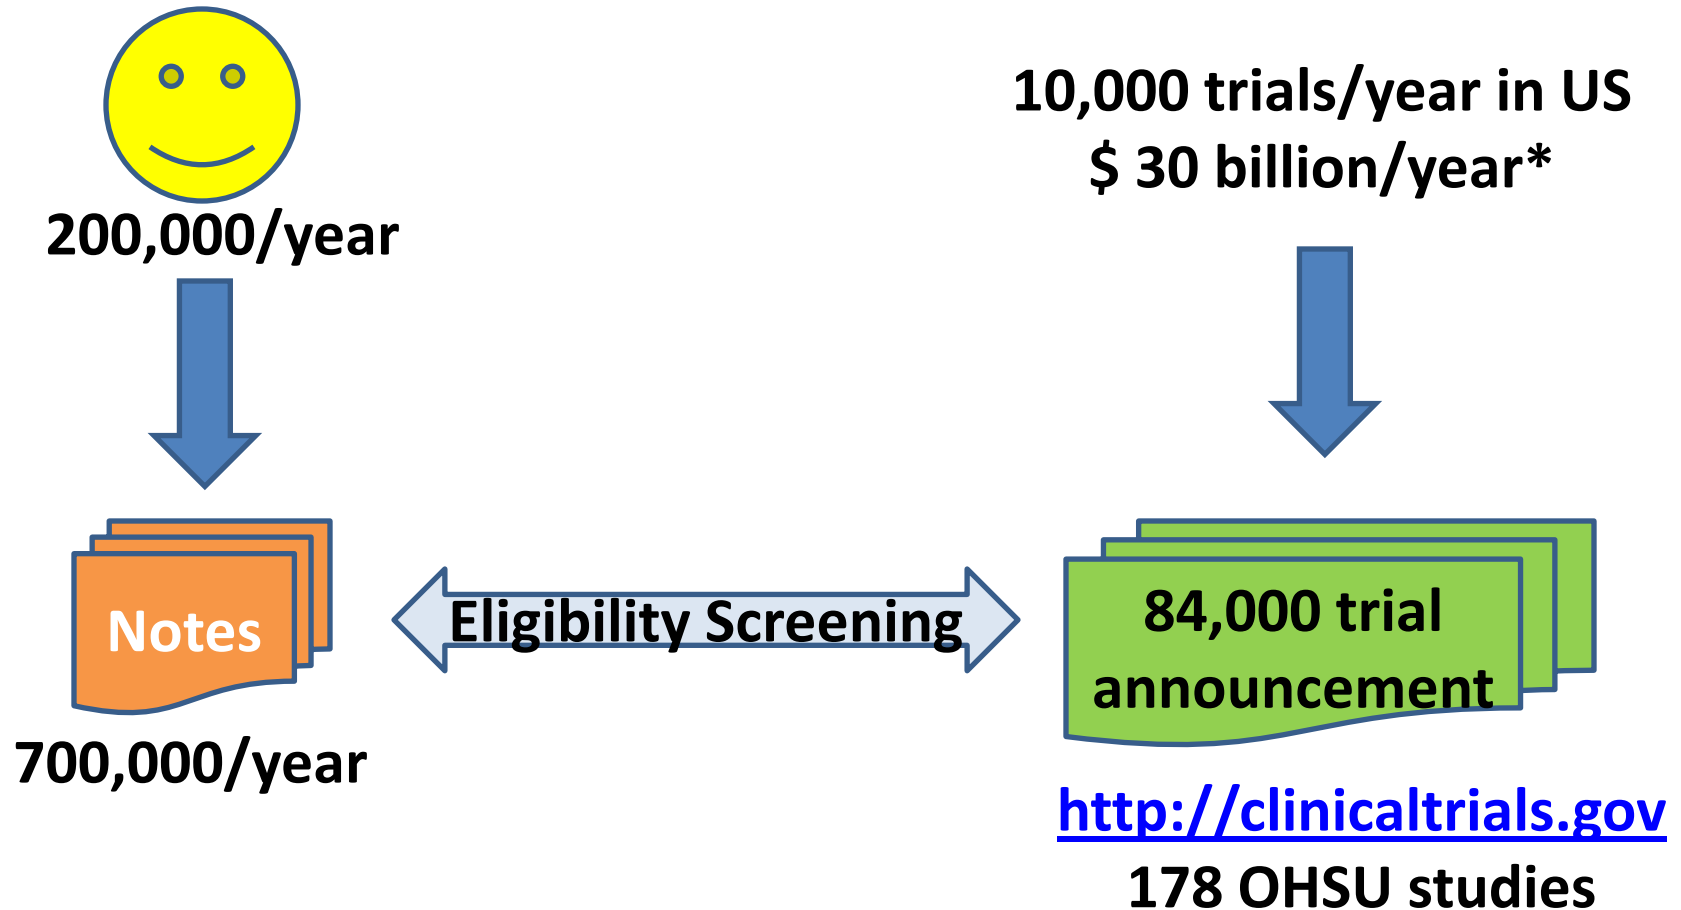 200,000/year
Notes
700,000/year
Eligibility Screening
10,000 trials/year in US
$ 30 billion/year*
84,000 trial
announcement
http://clinicaltrials.gov
178 OHSU studies